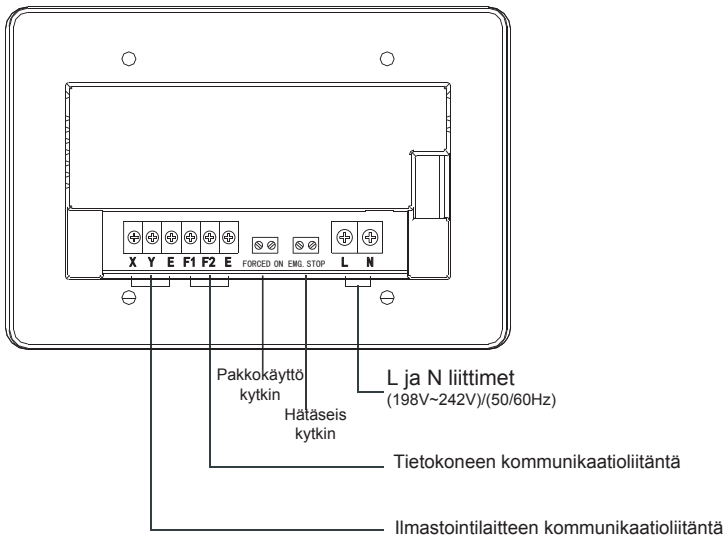 X Y E F1 F2 E FORCED ON EMG. STOP L N
Pakkokäyttö
kytkin
Hätäseis
kytkin
L ja N liittimet
(198V~242V)/(50/60Hz)
Tietokoneen kommunikaatioliitäntä
Ilmastointilaitteen kommunikaatioliitäntä